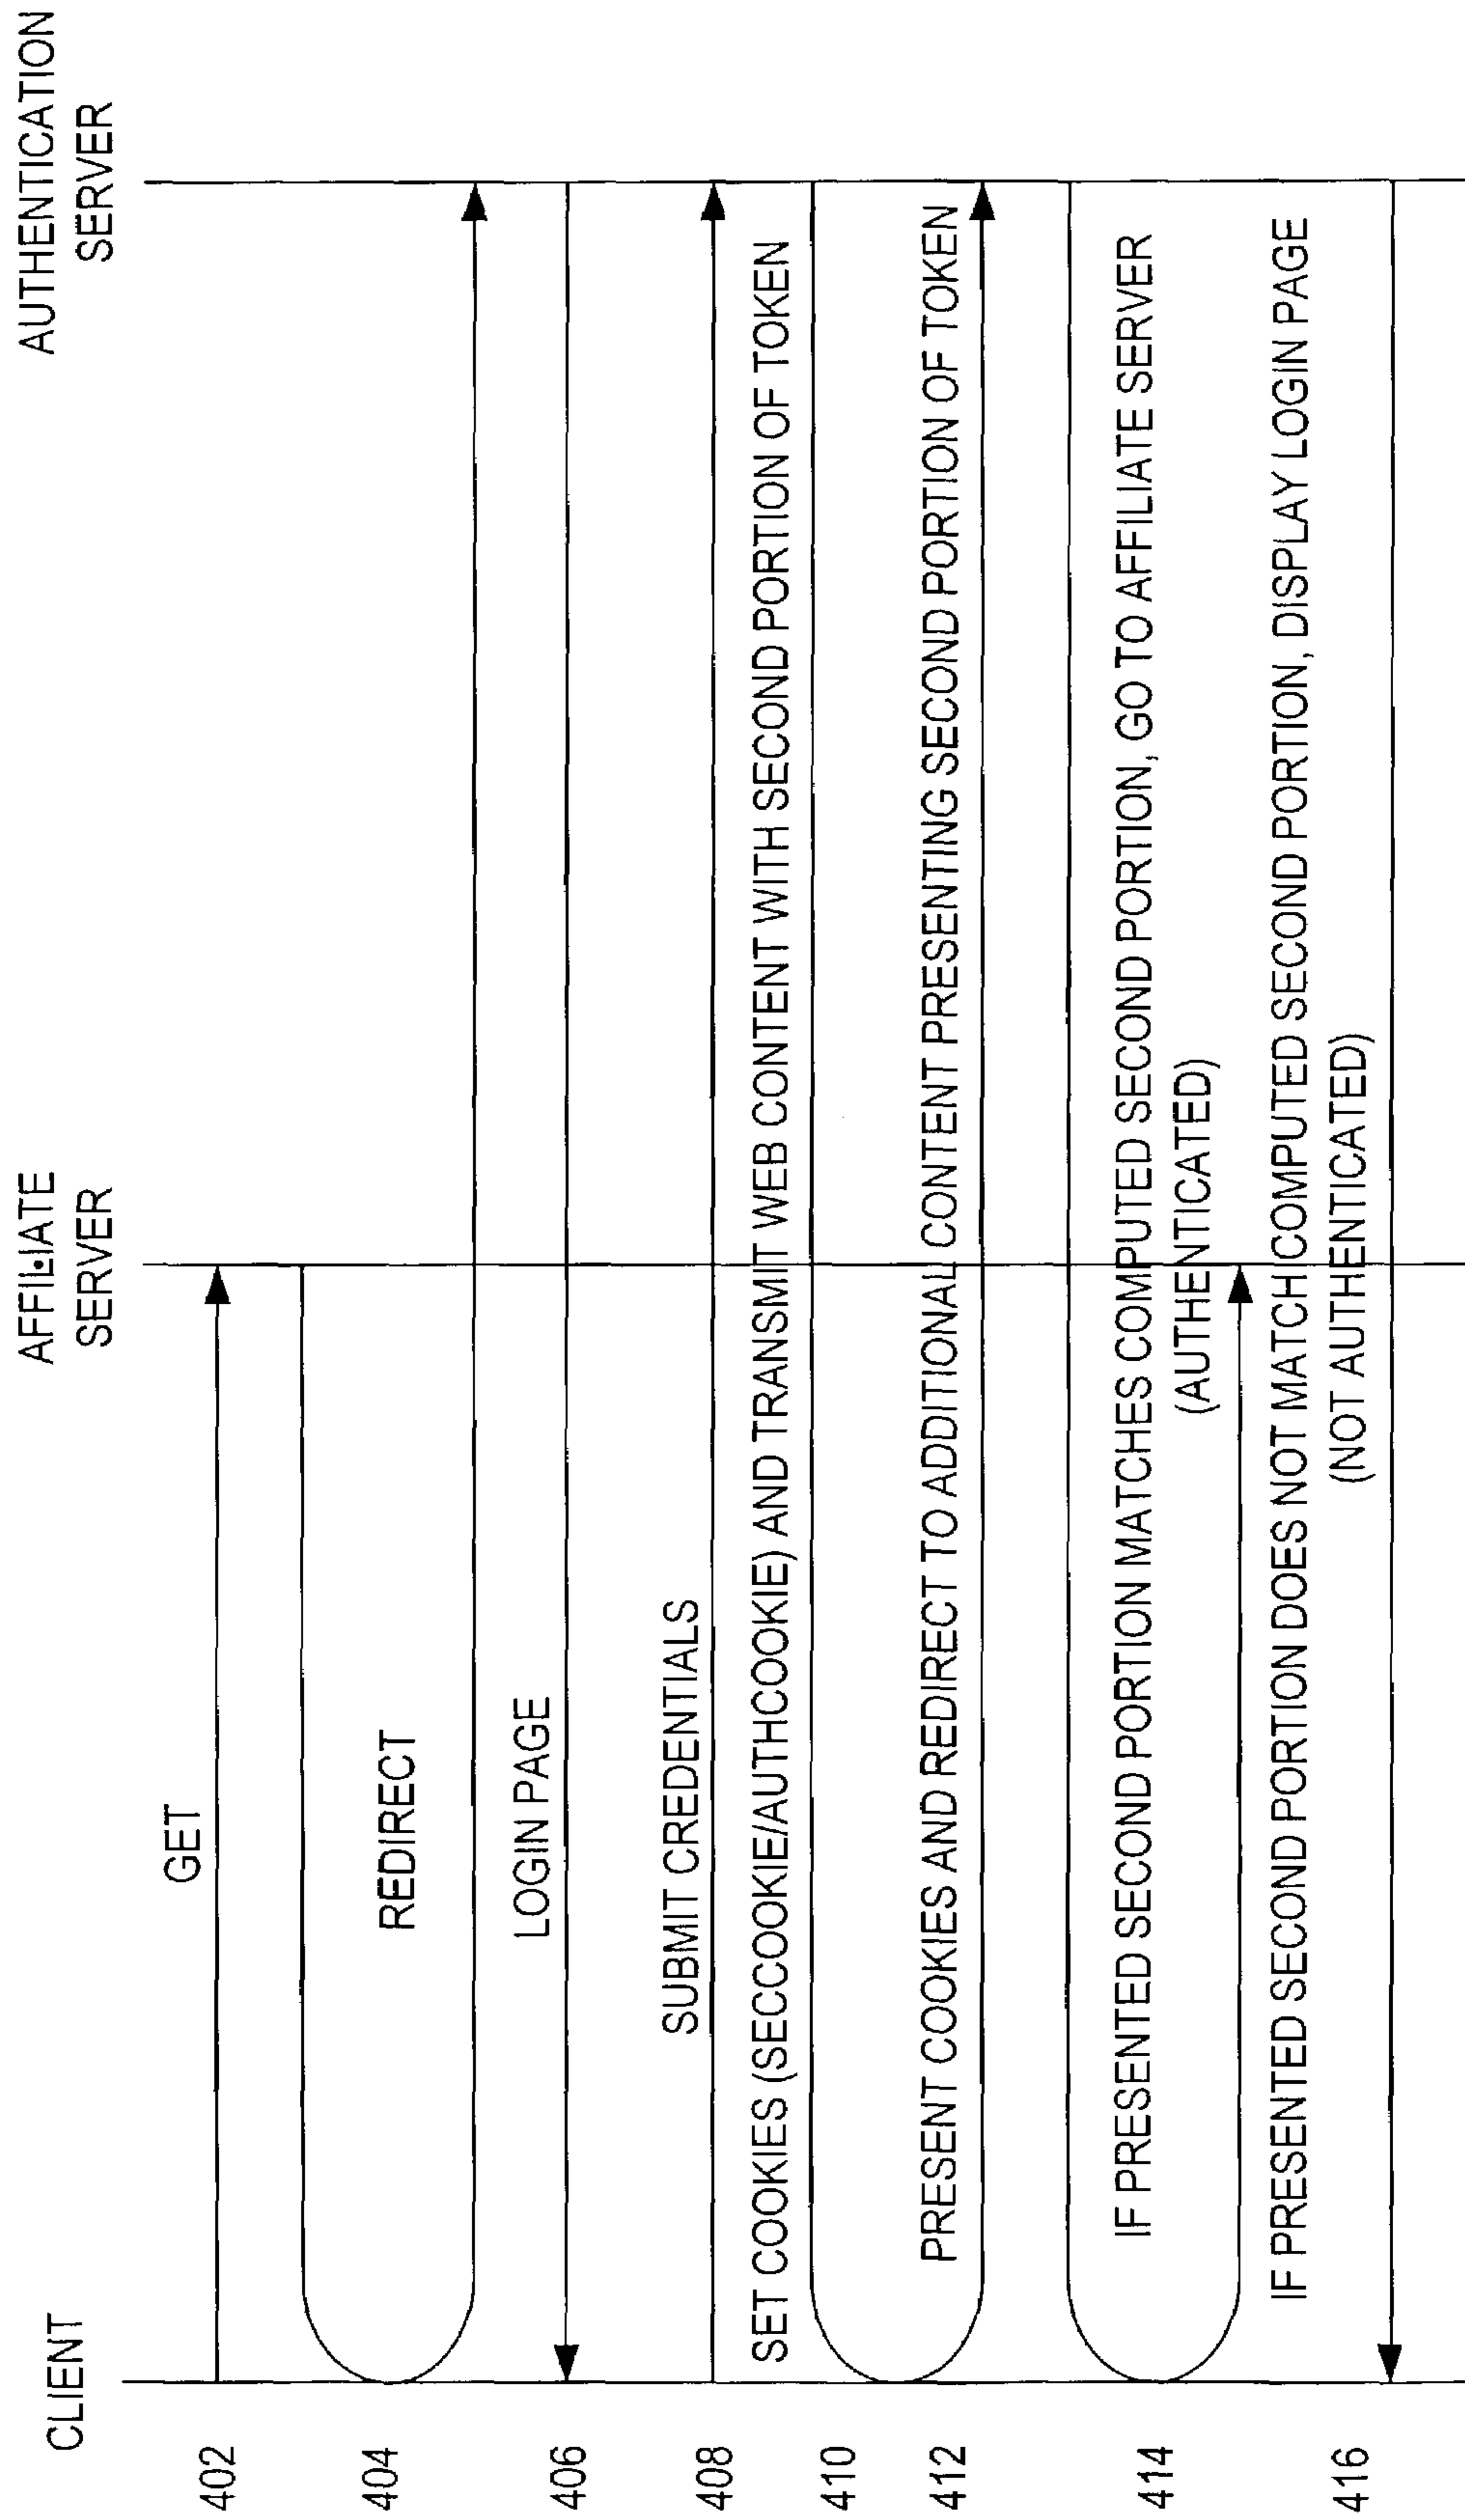 CLIENT
AFFILIATE
SERVER
AUTHENTICATION
SERVER
402
GET
404
REDIRECT
406
LOGIN PAGE
408
SUBMIT CREDENTIALS
410
SET COOKIES (SECCOOKIE/AUTHCOOKIE) AND TRANSMIT WEB CONTENT WITH SECOND PORTION OF TOKEN
412
PRESENT COOKIES AND REDIRECT TO ADDITIONAL CONTENT PRESENTING SECOND PORTION OF TOKEN
414
IF PRESENTED SECOND PORTION MATCHES COMPUTED SECOND PORTION, GO TO AFFILIATE SERVER
(AUTHENTICATED)
416
IF PRESENTED SECOND PORTION DOES NOT MATCH COMPUTED SECOND PORTION, DISPLAY LOGIN PAGE
(NOT AUTHENTICATED)